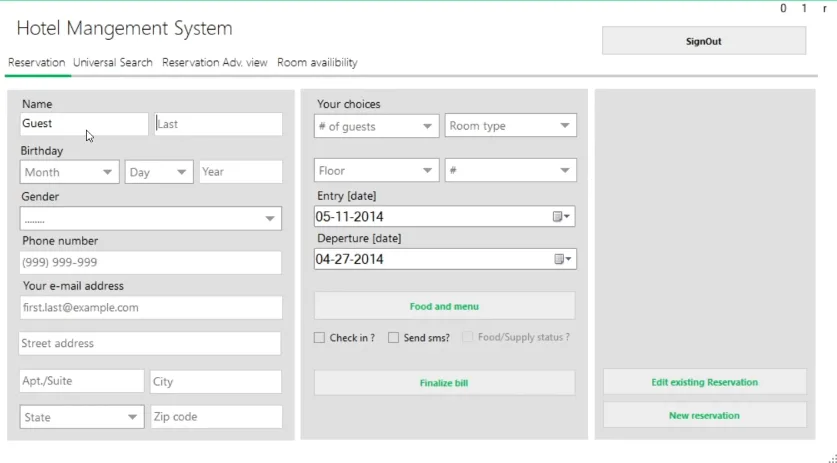 0 1 r
Hotel Mangement System
SignOut
Reservation Universal Search Reservation Adv. view Room availibility
Name
Guest Last
Birthday
Month Day Year
Gender
........
Phone number
(999) 999-999
Your e-mail address
first.last@example.com
Street address
Apt./Suite City
State Zip code
Your choices
# of guests Room type
Floor #
Entry [date]
05-11-2014
Deperture [date]
04-27-2014
Food and menu
Check in ? Send sms? Food/Supply status ?
Finalize bill
Edit existing Reservation
New reservation